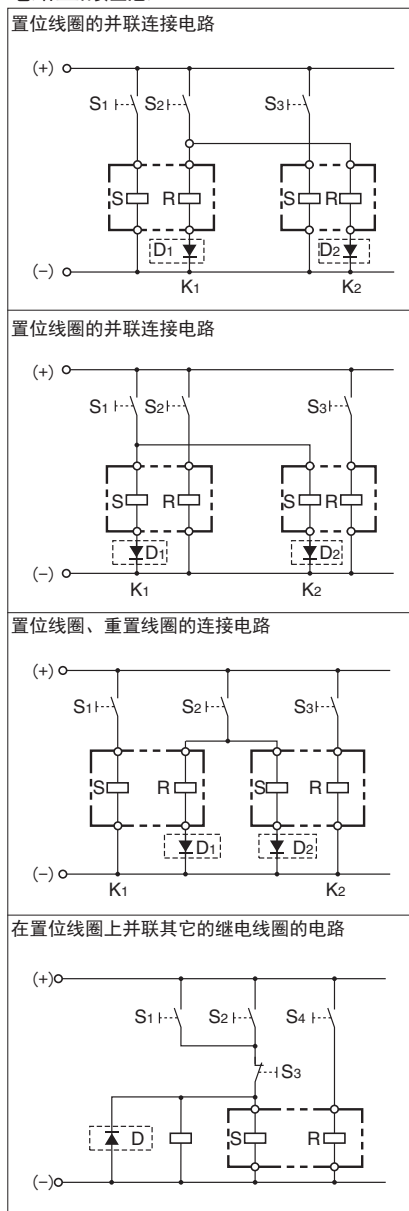 置位线圈的并联连接电路
(+)
S1 S2 S3
S R S R
D1 D2
(−)
K1 K2
置位线圈的并联连接电路
(+)
S1 S2 S3
S R S R
D1 D2
(−)
K1 K2
置位线圈、重置线圈的连接电路
(+)
S1 S2 S3
S R S R
D1 D2
(−)
K1 K2
在置位线圈上并联其它的继电线圈的电路
(+)
S1 S2 S4
S3
D S R
(−)